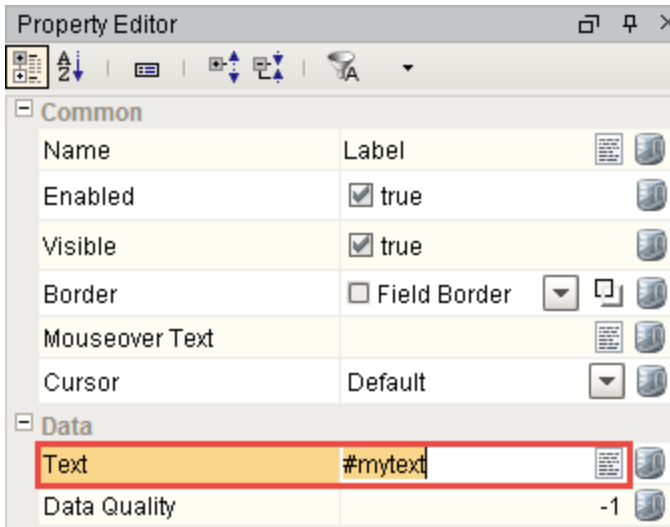 Property Editor
Common
Name Label
Enabled true
Visible true
Border Field Border
Mouseover Text
Cursor Default
Data
Text #mytext
Data Quality -1